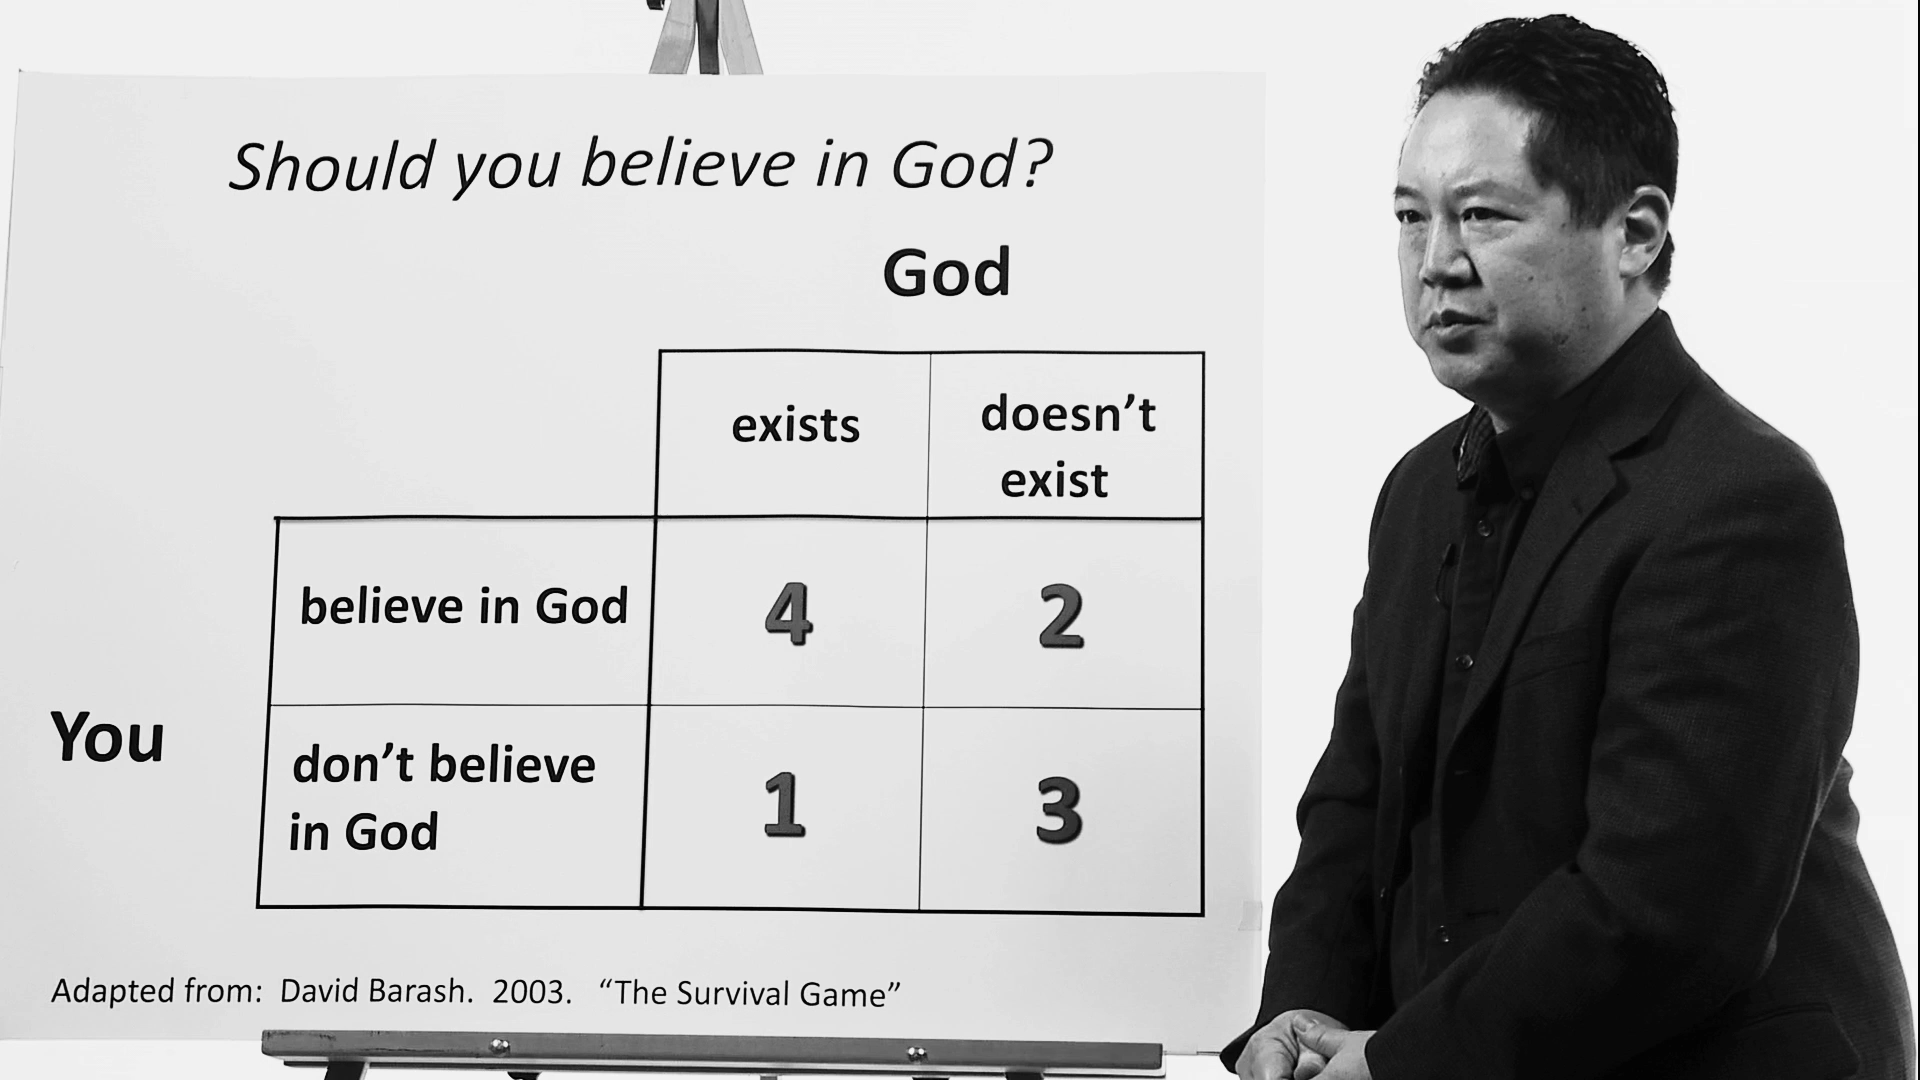 Should you believe in God?
God
exists
doesn’t
exist
believe in God
4
2
You
don’t believe
in God
1
3
Adapted from:  David Barash.  2003.   “The Survival Game”